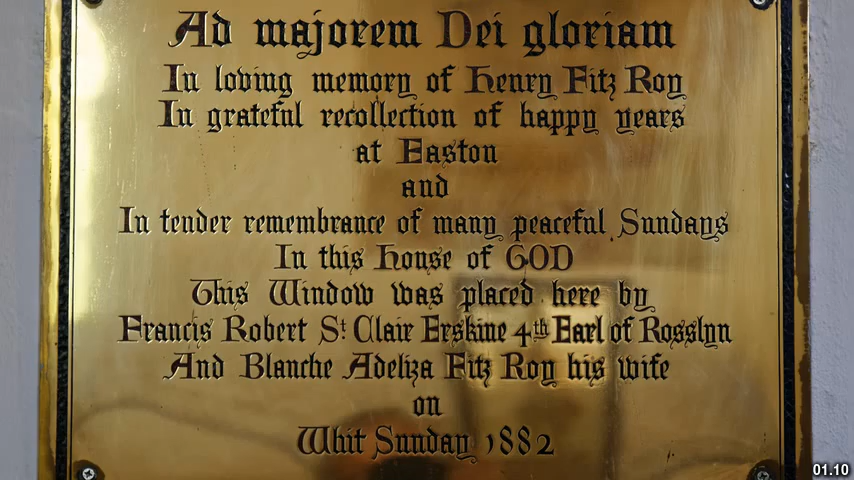 Ad majorem Dei gloriam
In loving memory of Henry Fitz Roy
In grateful recollection of happy years
at Easton
and
In tender remembrance of many peaceful Sundays
In this House of GOD
This Window was placed here by
Francis Robert St. Clair Erskine 4th Earl of Rosslyn
And Blanche Adeliza Fitz Roy his wife
on
Whit Sunday 1882
01.10